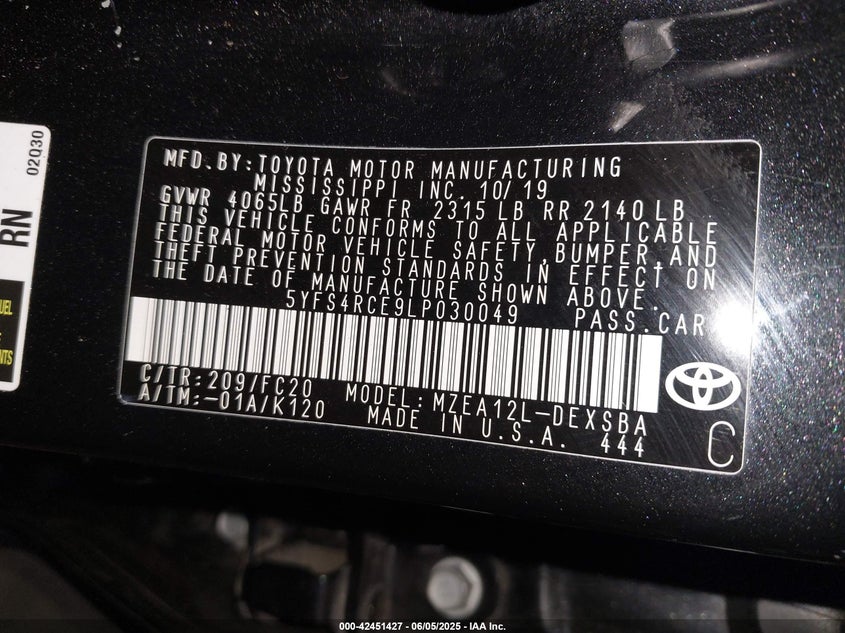 02Q30
RN
MFD.BY:TOYOTA MOTOR MANUFACTURING
MISSISSIPPI INC. 10/19
GVWR 4065LB GAWR FR 2315 LB RR 2140 LB
THIS VEHICLE CONFORMS TO ALL APPLICABLE
FEDERAL MOTOR VEHICLE SAFETY,BUMPER,AND
THEFT PREVENTION STANDARDS IN EFFECT ON
THE DATE OF MANUFACTURE SHOWN ABOVE.
5YFS4RCE9LP030049 PASS.CAR
C/TR:209/FC20 MODEL:MZEA12L-DEXSBA
A/TM:-01A/K120 MADE IN U.S.A. 444
C
000-42451427 | 06/05/2025 - IAA Inc.